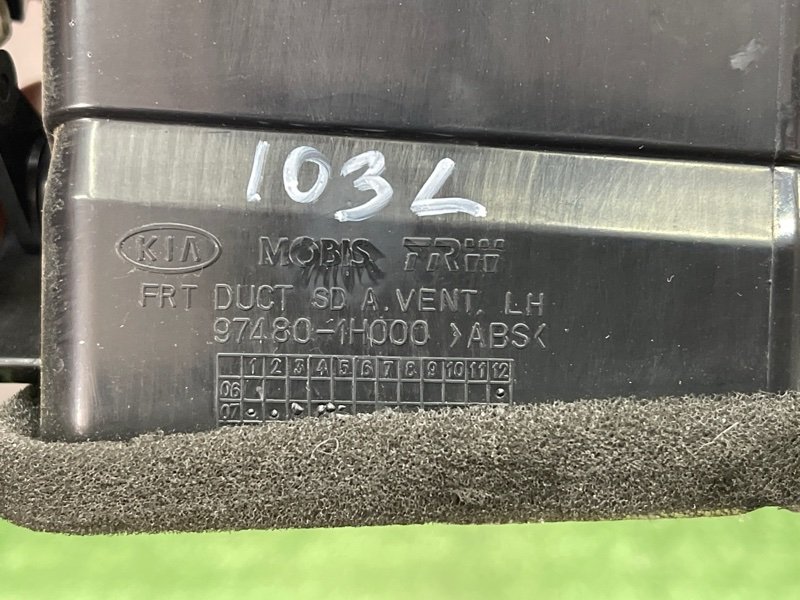 103L
KIA MOBIS TRW
FRT DUCT SD A.VENT. LH
97480-1H000 >ABS<
1 2 3 4 5 6 7 8 9 10 11 12
06
07